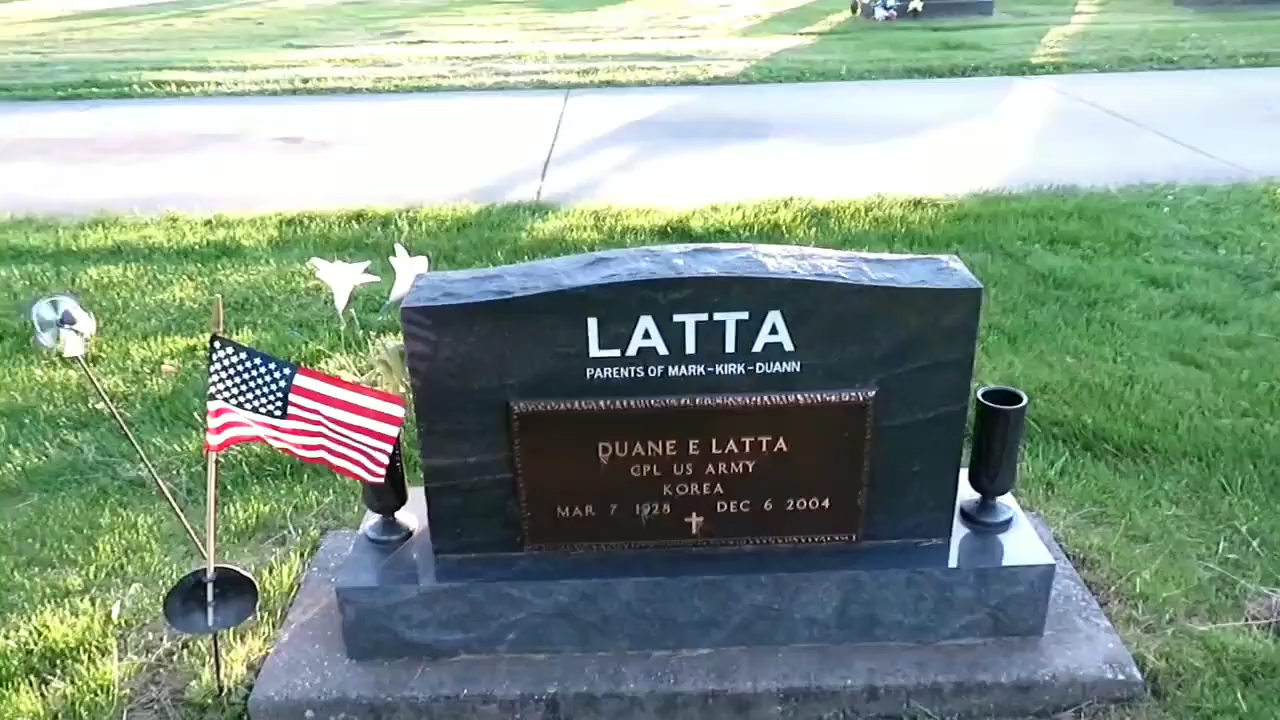 LATTA
PARENTS OF MARK-KIRK-DUANN
DUANE E LATTA
CPL US ARMY
KOREA
MAR 7 1928 DEC 6 2004